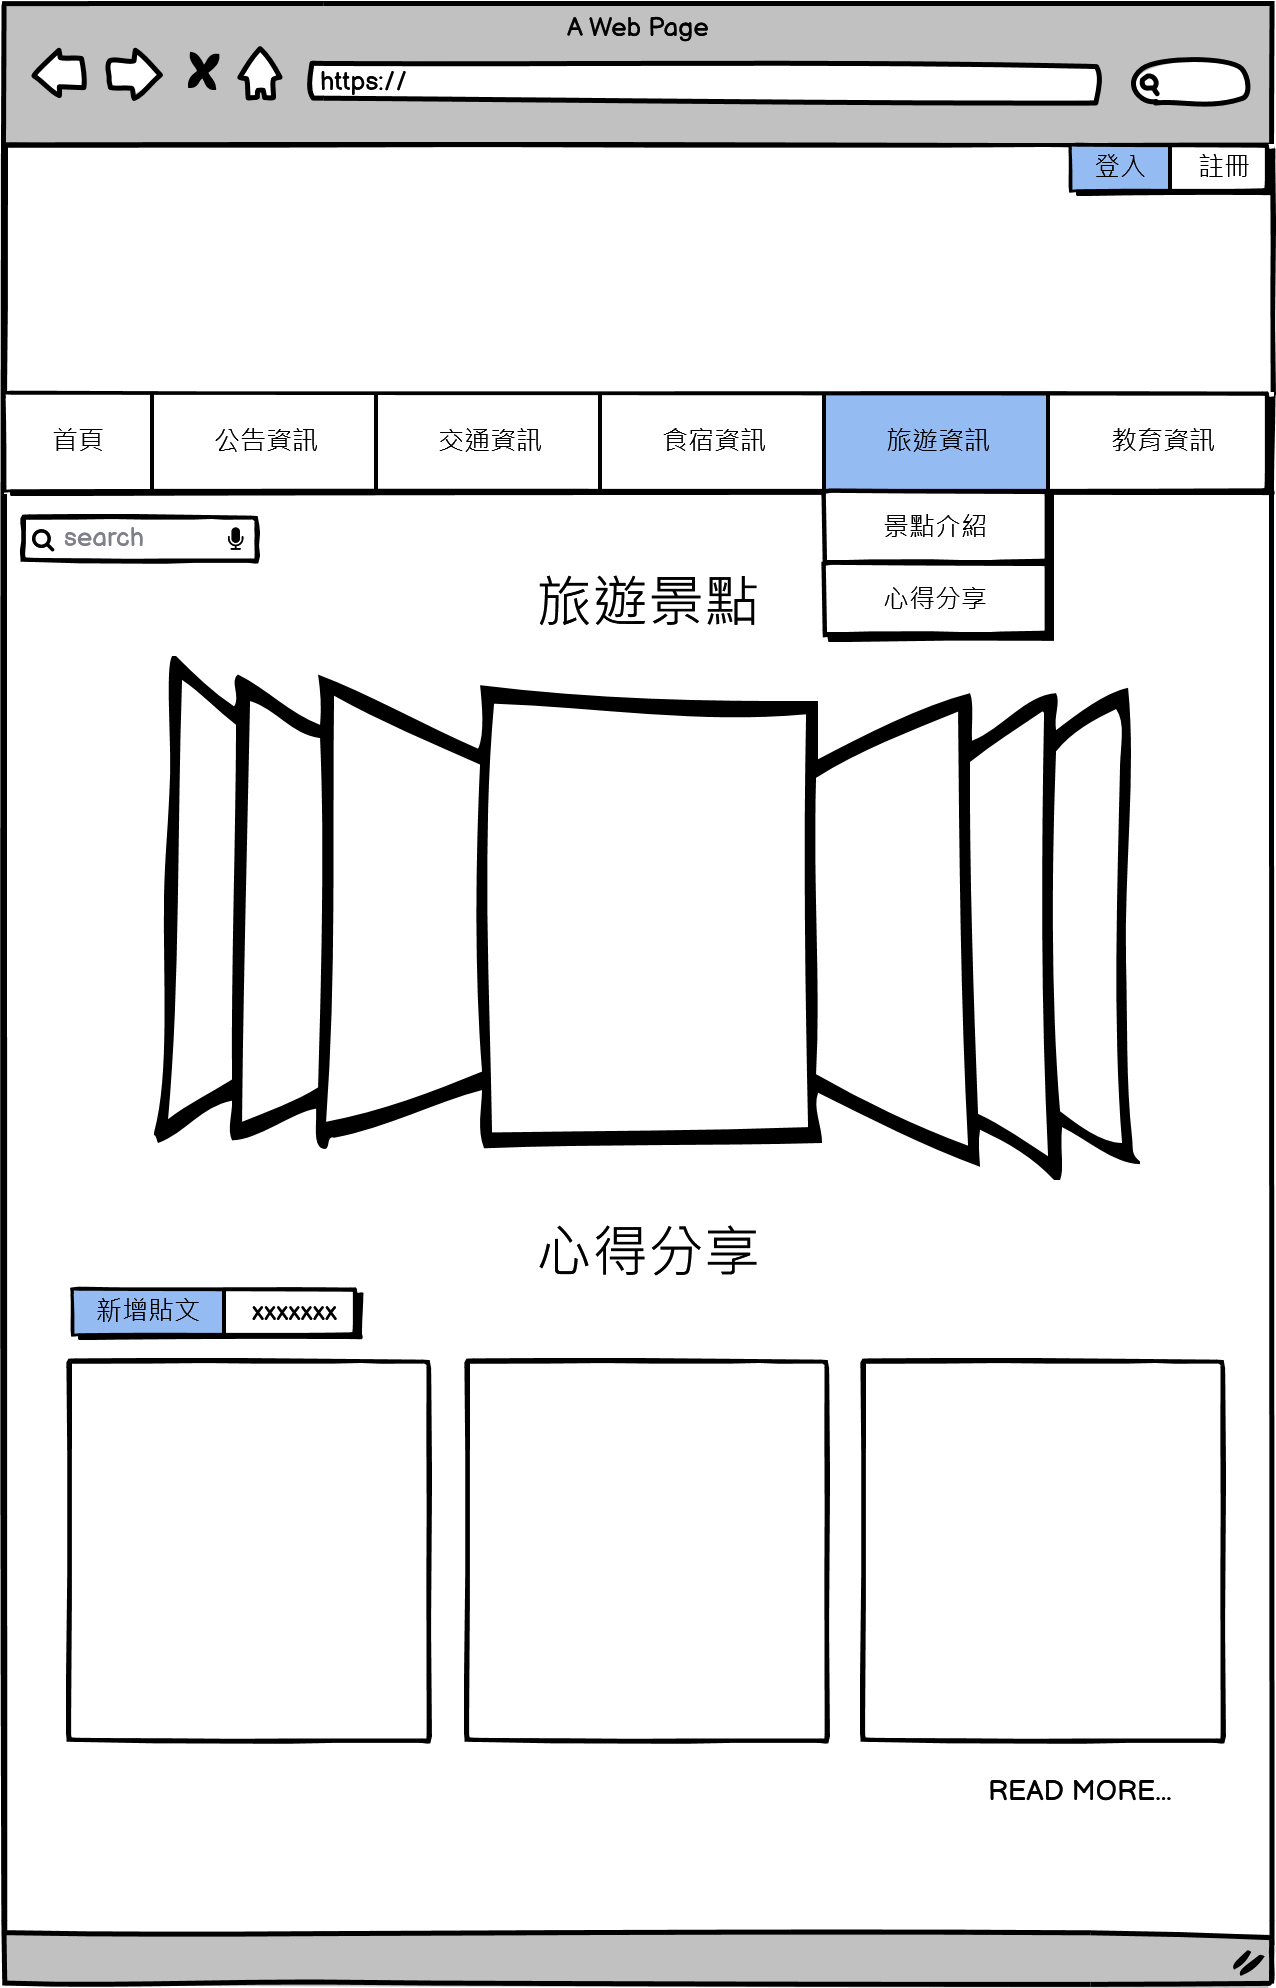 A Web Page
https://
登入
註冊
首頁
公告資訊
交通資訊
食宿資訊
旅遊資訊
教育資訊
search
景點介紹
心得分享
旅遊景點
心得分享
新增貼文
xxxxxxx
READ MORE...